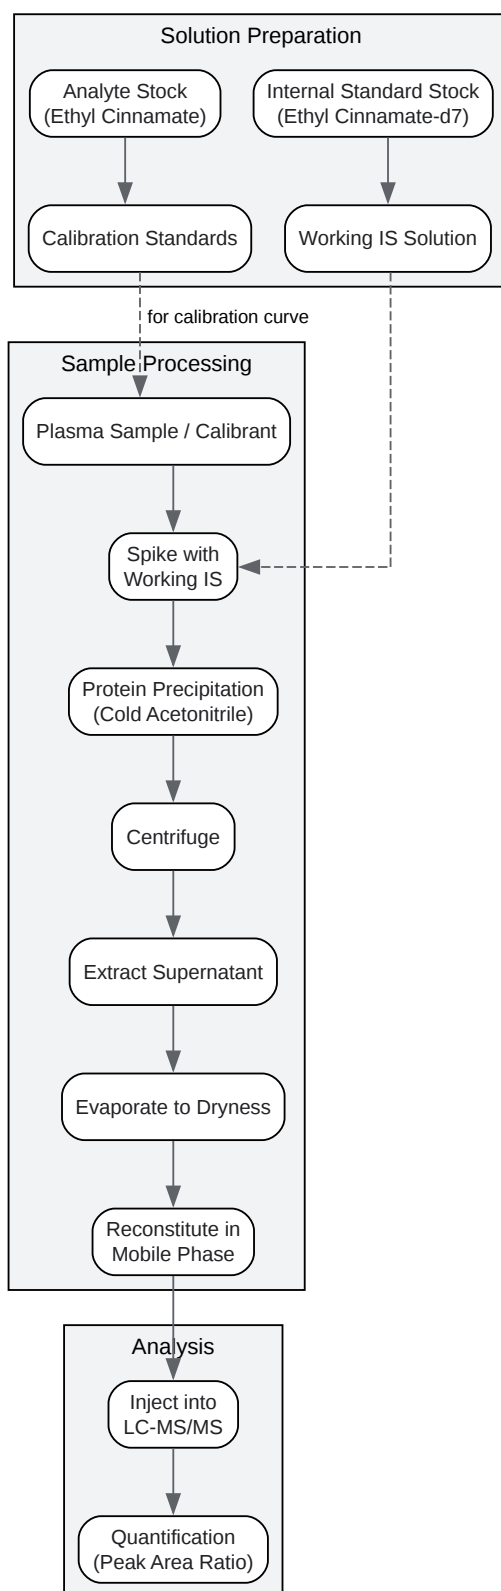 Solution Preparation
Analyte Stock
(Ethyl Cinnamate)
Internal Standard Stock
(Ethyl Cinnamate-d7)
Calibration Standards
Working IS Solution
for calibration curve
Sample Processing
Plasma Sample / Calibrant
Spike with
Working IS
Protein Precipitation
(Cold Acetonitrile)
Centrifuge
Extract Supernatant
Evaporate to Dryness
Reconstitute in
Mobile Phase
Analysis
Inject into
LC-MS/MS
Quantification
(Peak Area Ratio)